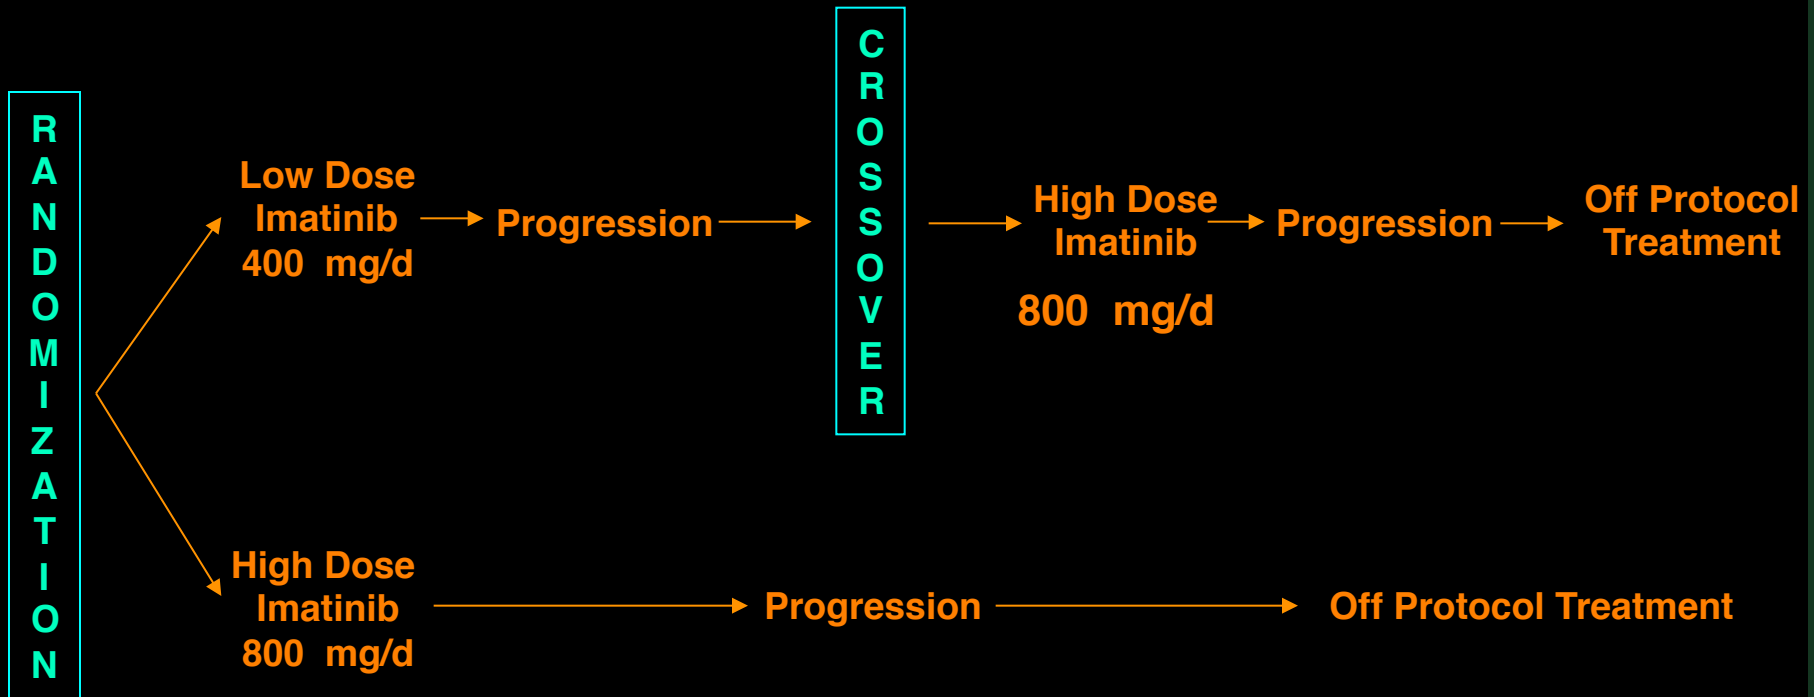 RANDOMIZATION
Low Dose
Imatinib
400 mg/d
Progression
CROSSOVER
High Dose
Imatinib
800 mg/d
Progression
Off Protocol
Treatment
High Dose
Imatinib
800 mg/d
Progression
Off Protocol Treatment